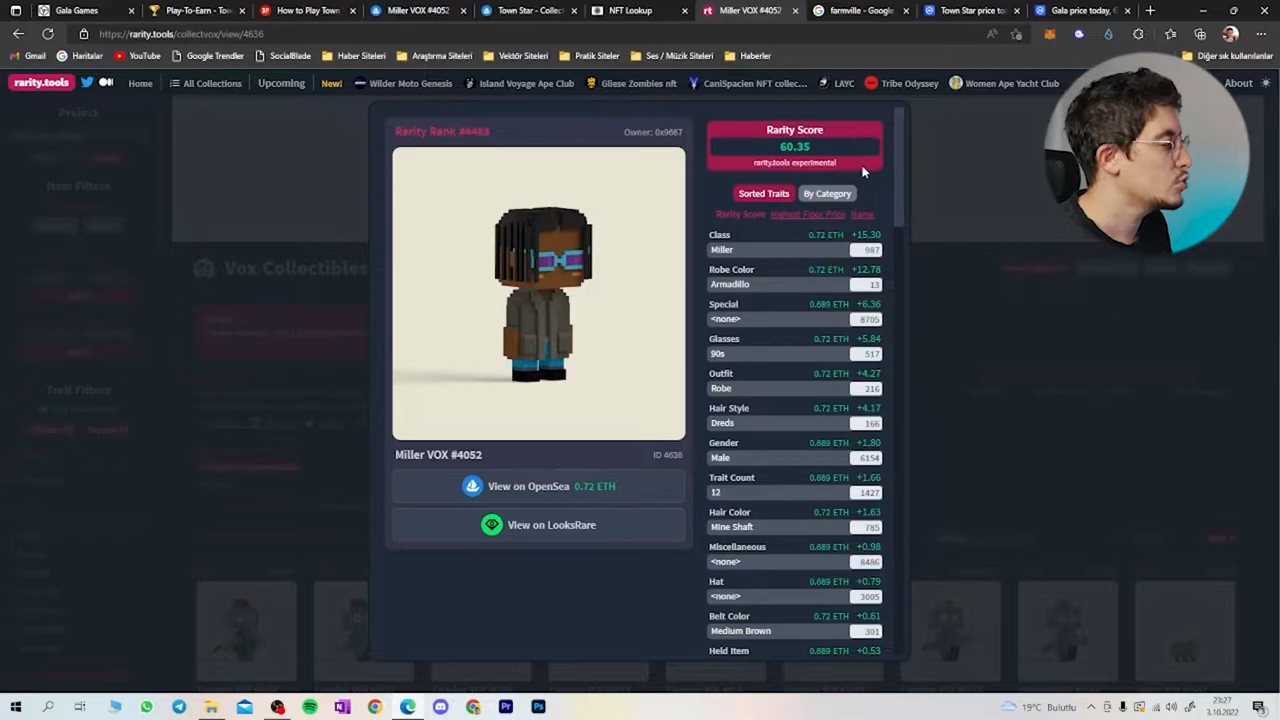 Gala Games
Play-To-Earn - Tow
How to Play Town
Miller VOX #4052
Town Star - Collect
NFT Lookup
Miller VOX #4052
farmville - Google
Town Star price to
Gala price today, G
https://rarity.tools/collectvox/view/4636
Gmail
Haritalar
YouTube
Google Trendler
SocialBlade
Haber Siteleri
Araştırma Siteleri
Vektör Siteleri
Pratik Siteler
Ses / Müzik Siteleri
Haberler
Diğer sık kullanılanlar
rarity.tools
Home
All Collections
Upcoming
New!
Wilder Moto Genesis
Island Voyage Ape Club
Gliese Zombies nft
CaniSpacien NFT collec...
LAYC
Tribe Odyssey
Women Ape Yacht Club
About
Project
Item Filters
Trait Filters
Vox Collectibles
Rarity Rank #4483
Owner: 0x9667
Miller VOX #4052
ID 4636
View on OpenSea 0.72 ETH
View on LooksRare
Rarity Score
60.35
rarity.tools experimental
Sorted Traits
By Category
Rarity Score Highest Floor Price Name
Class 0.72 ETH +15.30
Miller 987
Robe Color 0.72 ETH +12.78
Armadillo 13
Special 0.689 ETH +6.36
<none> 8705
Glasses 0.72 ETH +5.84
90s 517
Outfit 0.72 ETH +4.27
Robe 216
Hair Style 0.72 ETH +4.17
Dreds 166
Gender 0.689 ETH +1.80
Male 6154
Trait Count 0.689 ETH +1.66
12 1427
Hair Color 0.72 ETH +1.63
Mine Shaft 785
Miscellaneous 0.689 ETH +0.98
<none> 8486
Hat 0.689 ETH +0.79
<none> 3005
Belt Color 0.72 ETH +0.61
Medium Brown 301
Held Item 0.689 ETH +0.53
19°C Bulutlu
23:27
3.10.2022